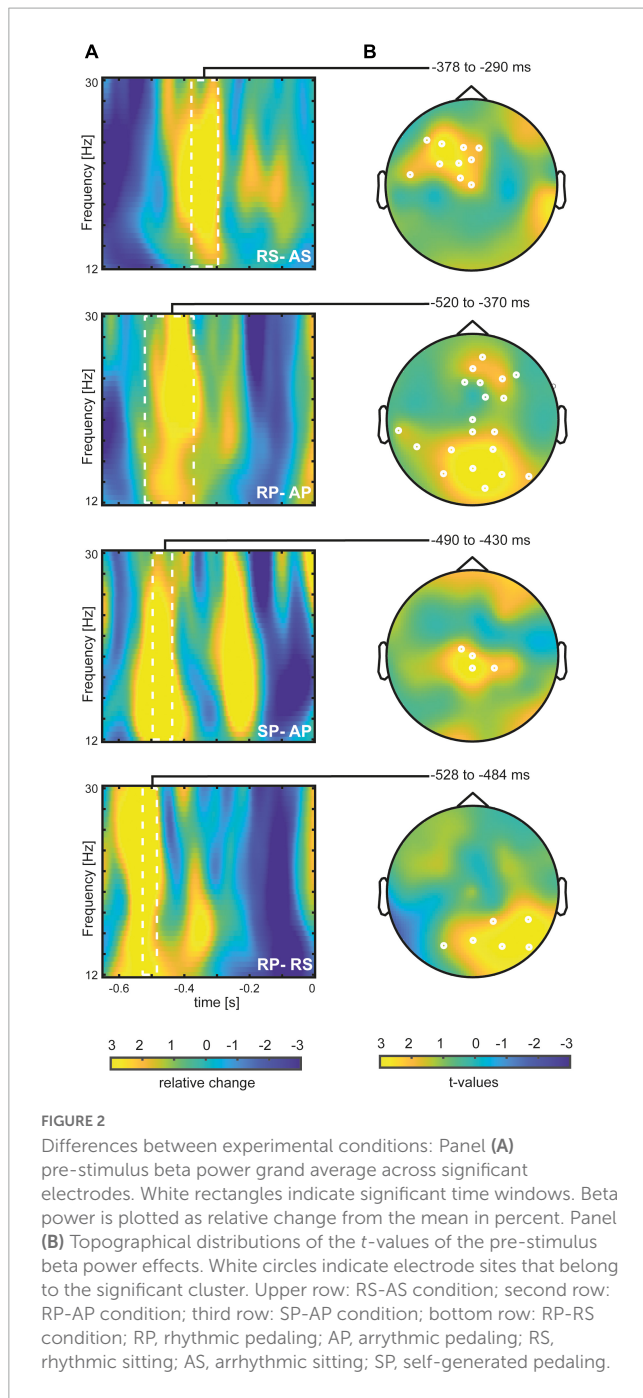 A
B
-378 to -290 ms
30
Frequency [Hz]
12
RS- AS
-520 to -370 ms
30
Frequency [Hz]
12
RP- AP
-490 to -430 ms
30
Frequency [Hz]
12
SP- AP
-528 to -484 ms
30
Frequency [Hz]
12
RP- RS
-0.6 -0.4 -0.2 0
time [s]
3 2 1 0 -1 -2 -3
relative change
3 2 1 0 -1 -2 -3
t-values
FIGURE 2
Differences between experimental conditions: Panel (A)
pre-stimulus beta power grand average across significant
electrodes. White rectangles indicate significant time windows. Beta
power is plotted as relative change from the mean in percent. Panel
(B) Topographical distributions of the t-values of the pre-stimulus
beta power effects. White circles indicate electrode sites that belong
to the significant cluster. Upper row: RS-AS condition; second row:
RP-AP condition; third row: SP-AP condition; bottom row: RP-RS
condition; RP, rhythmic pedaling; AP, arrytmic pedaling; RS,
rhythmic sitting; AS, arrhythmic sitting; SP, self-generated pedaling.